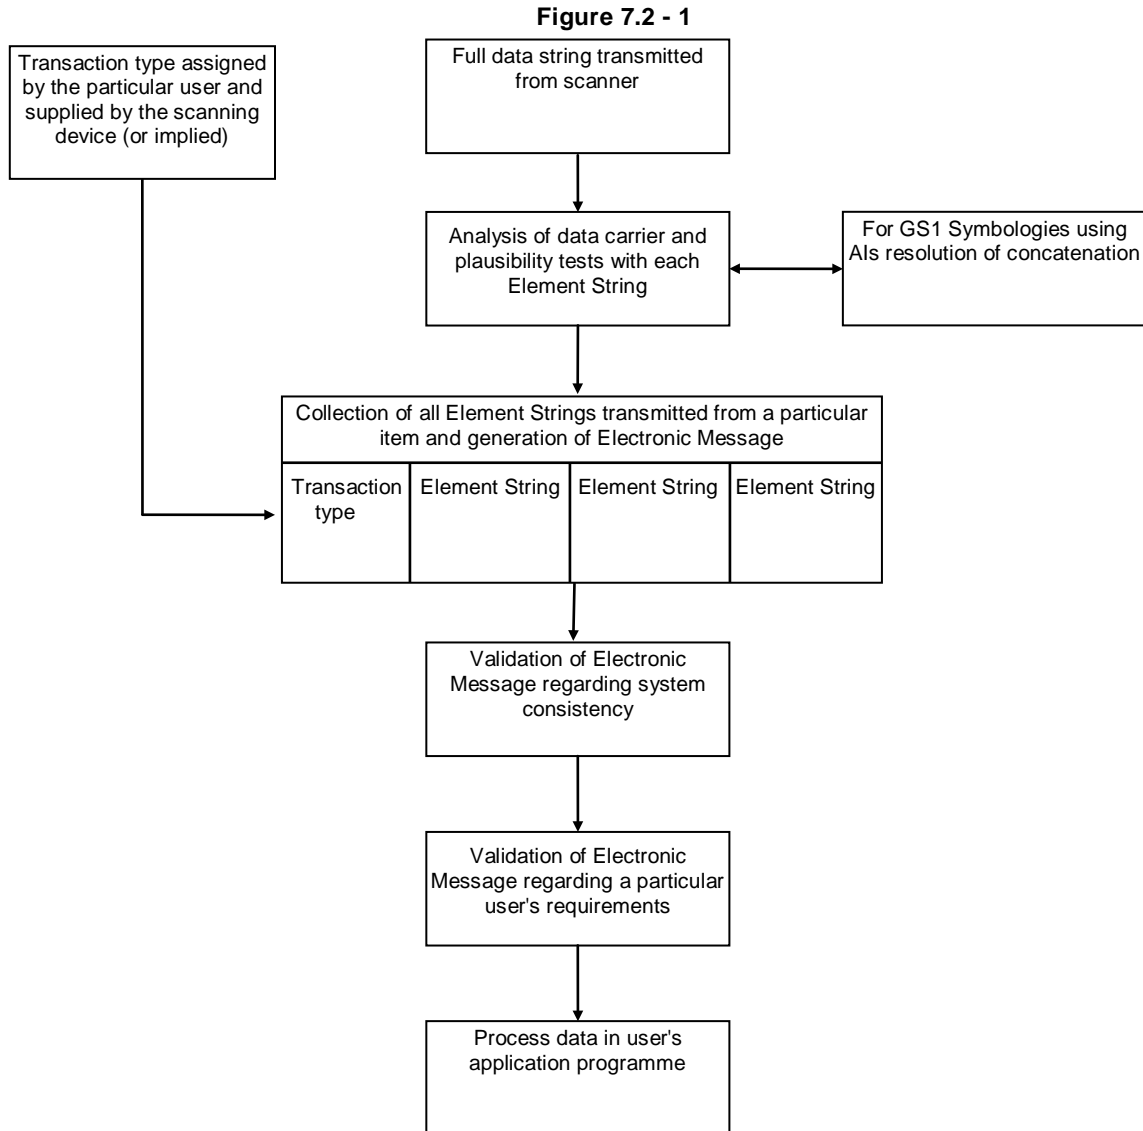 Figure 7.2 - 1
Transaction type assigned
by the particular user and
supplied by the scanning
device (or implied)
Full data string transmitted
from scanner
Analysis of data carrier and
plausibility tests with each
Element String
For GS1 Symbologies using
AIs resolution of concatenation
Collection of all Element Strings transmitted from a particular
item and generation of Electronic Message
Transaction
type
Element String
Element String
Element String
Validation of Electronic
Message regarding system
consistency
Validation of Electronic
Message regarding a particular
user's requirements
Process data in user's
application programme